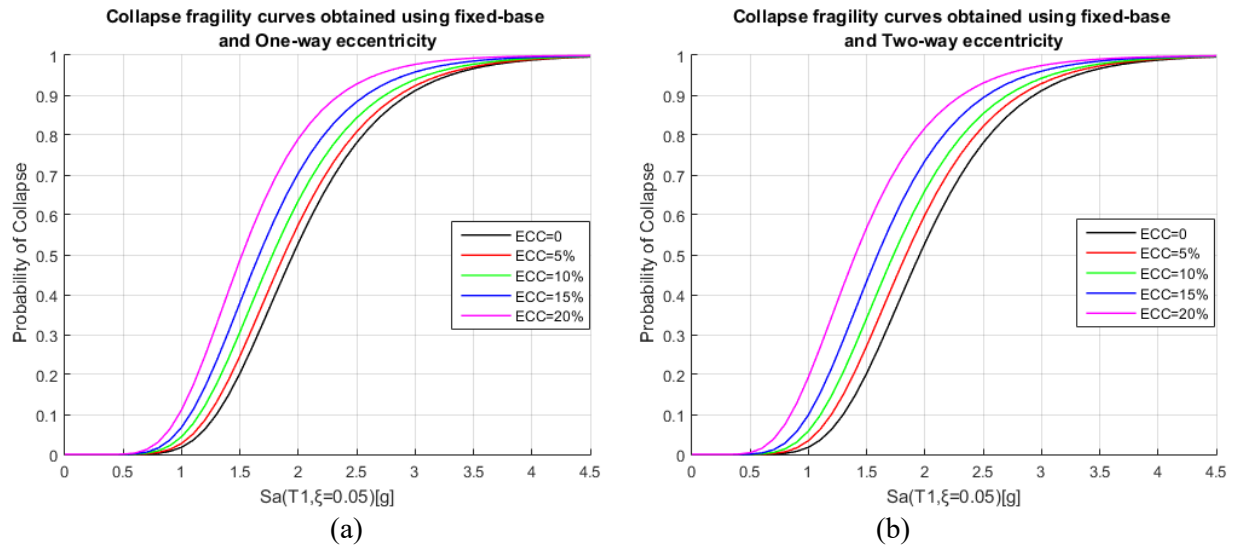 Collapse fragility curves obtained using fixed-base
and One-way eccentricity
Probability of Collapse
1
0.9
0.8
0.7
0.6
0.5
0.4
0.3
0.2
0.1
0
ECC=0
ECC=5%
ECC=10%
ECC=15%
ECC=20%
0 0.5 1 1.5 2 2.5 3 3.5 4 4.5
Sa(T1,ξ=0.05)[g]
(a)
Collapse fragility curves obtained using fixed-base
and Two-way eccentricity
Probability of Collapse
1
0.9
0.8
0.7
0.6
0.5
0.4
0.3
0.2
0.1
0
ECC=0
ECC=5%
ECC=10%
ECC=15%
ECC=20%
0 0.5 1 1.5 2 2.5 3 3.5 4 4.5
Sa(T1,ξ=0.05)[g]
(b)